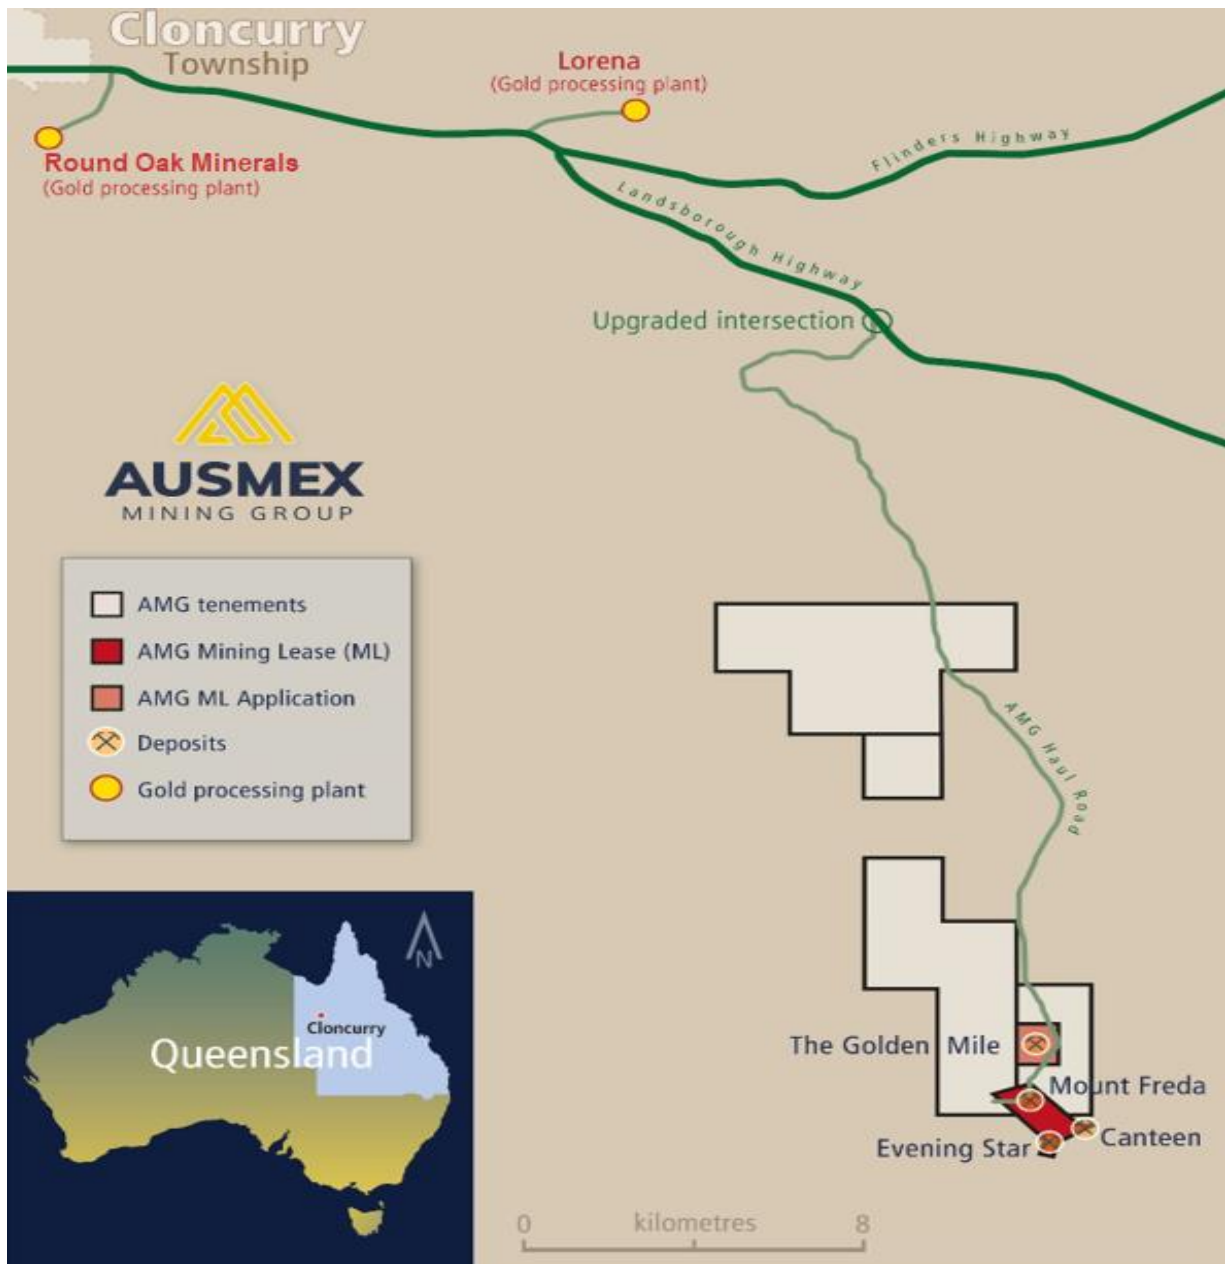 Cloncurry
Township
Lorena
(Gold processing plant)
Round Oak Minerals
(Gold processing plant)
Flinders Highway
Landsborough Highway
Upgraded intersection
AUSMEX
MINING GROUP
AMG tenements
AMG Mining Lease (ML)
AMG ML Application
Deposits
Gold processing plant
AMG Haul Road
N
Cloncurry
Queensland
The Golden Mile
Mount Freda
Canteen
Evening Star
0 kilometres 8